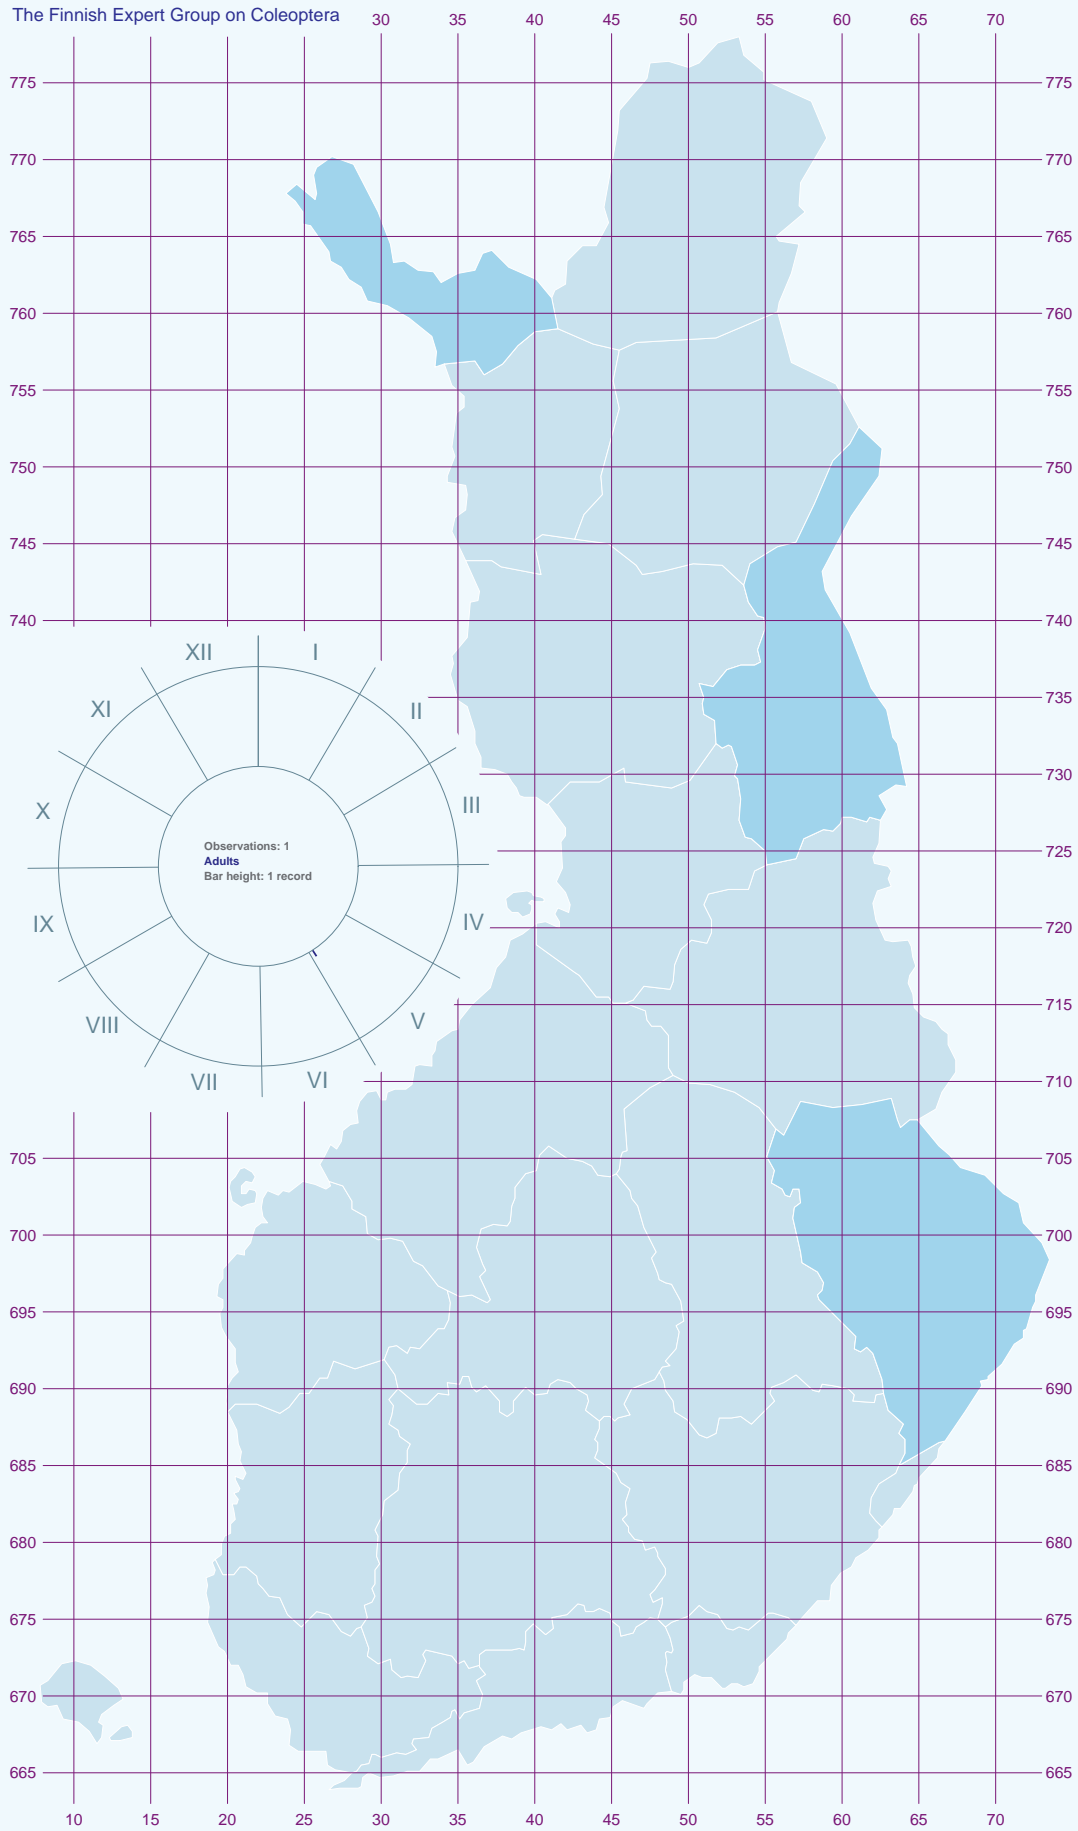 The Finnish Expert Group on Coleoptera
30 35 40 45 50 55 60 65 70
775 775
770 770
765 765
760 760
755 755
750 750
745 745
740 740
XII I
XI II
735
X III
730
Observations: 1
Adults
Bar height: 1 record
725
IX IV
720
VIII V
715
VII VI
710
705 705
700 700
695 695
690 690
685 685
680 680
675 675
670 670
665 665
10 15 20 25 30 35 40 45 50 55 60 65 70